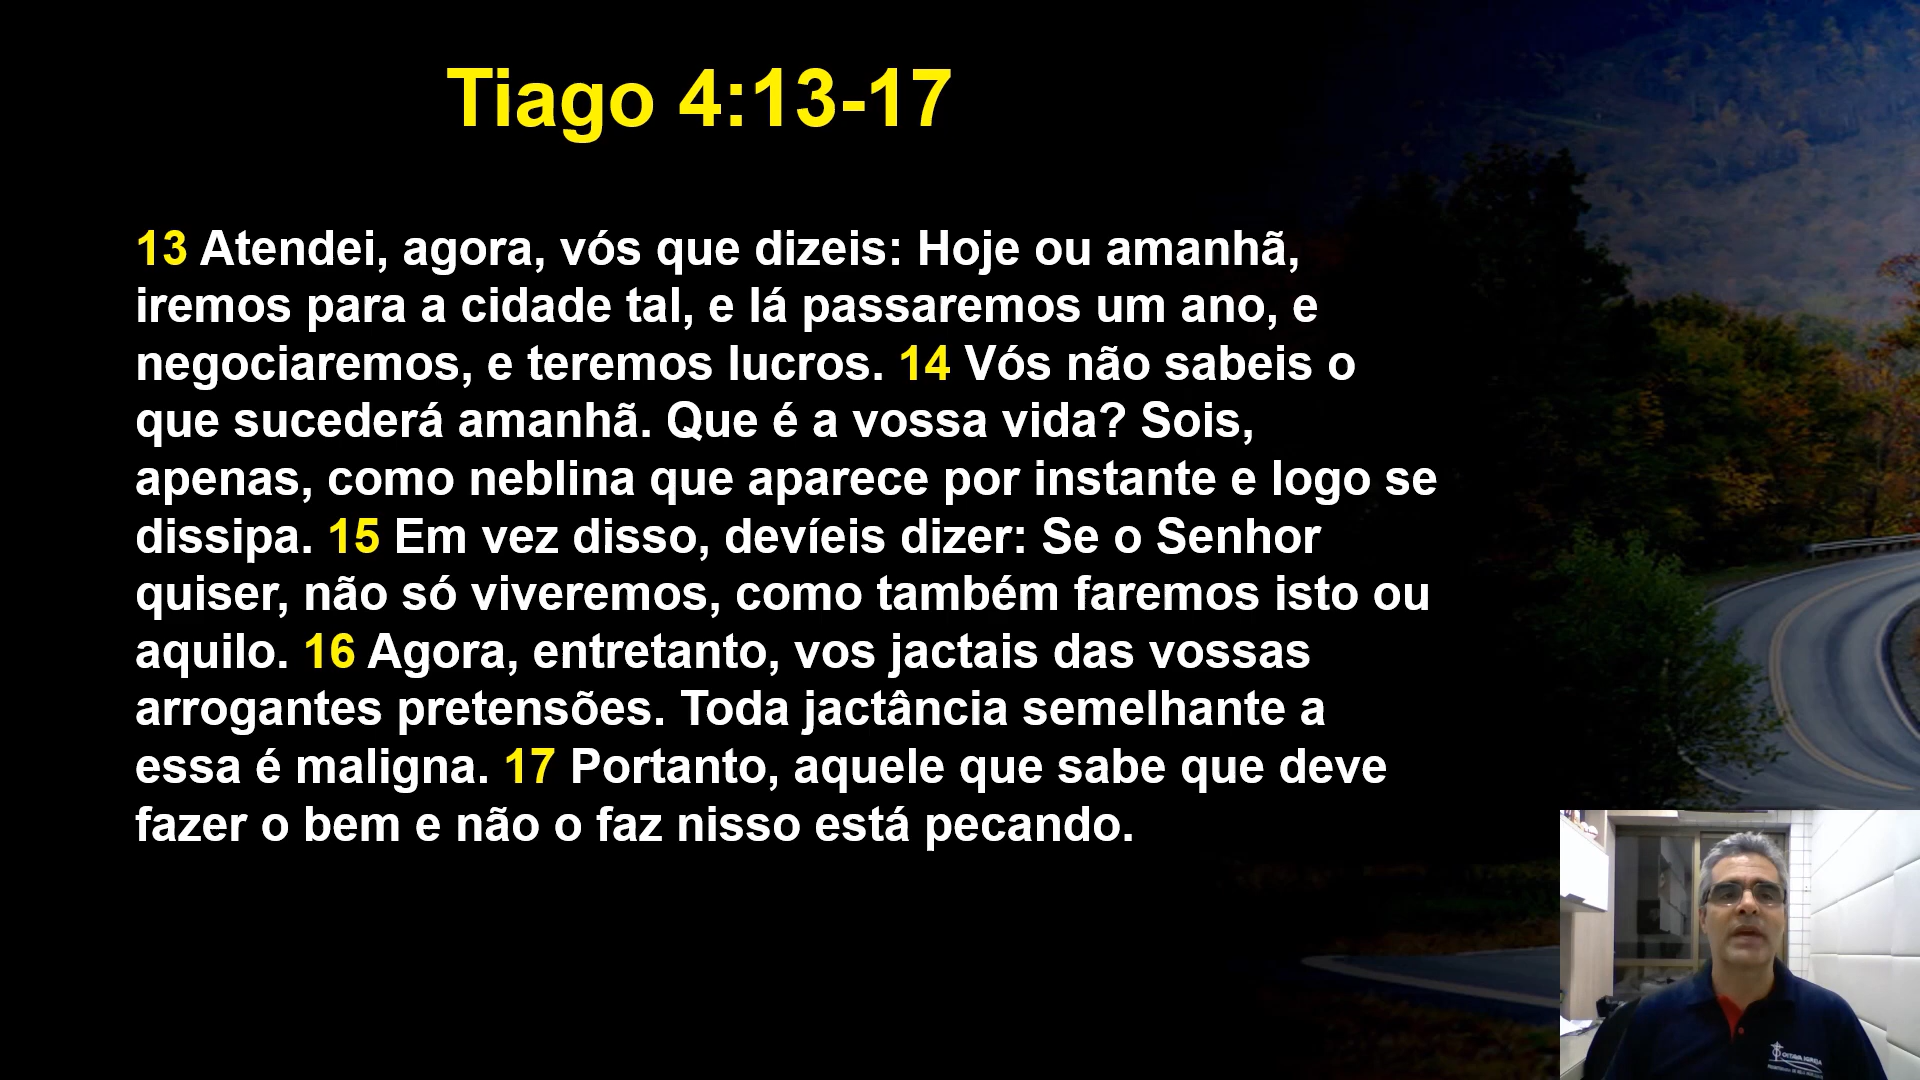 Tiago 4:13-17
13 Atendei, agora, vós que dizeis: Hoje ou amanhã,
iremos para a cidade tal, e lá passaremos um ano, e
negociaremos, e teremos lucros. 14 Vós não sabeis o
que sucederá amanhã. Que é a vossa vida? Sois,
apenas, como neblina que aparece por instante e logo se
dissipa. 15 Em vez disso, devíeis dizer: Se o Senhor
quiser, não só viveremos, como também faremos isto ou
aquilo. 16 Agora, entretanto, vos jactais das vossas
arrogantes pretensões. Toda jactância semelhante a
essa é maligna. 17 Portanto, aquele que sabe que deve
fazer o bem e não o faz nisso está pecando.
OITAVA IGREJA